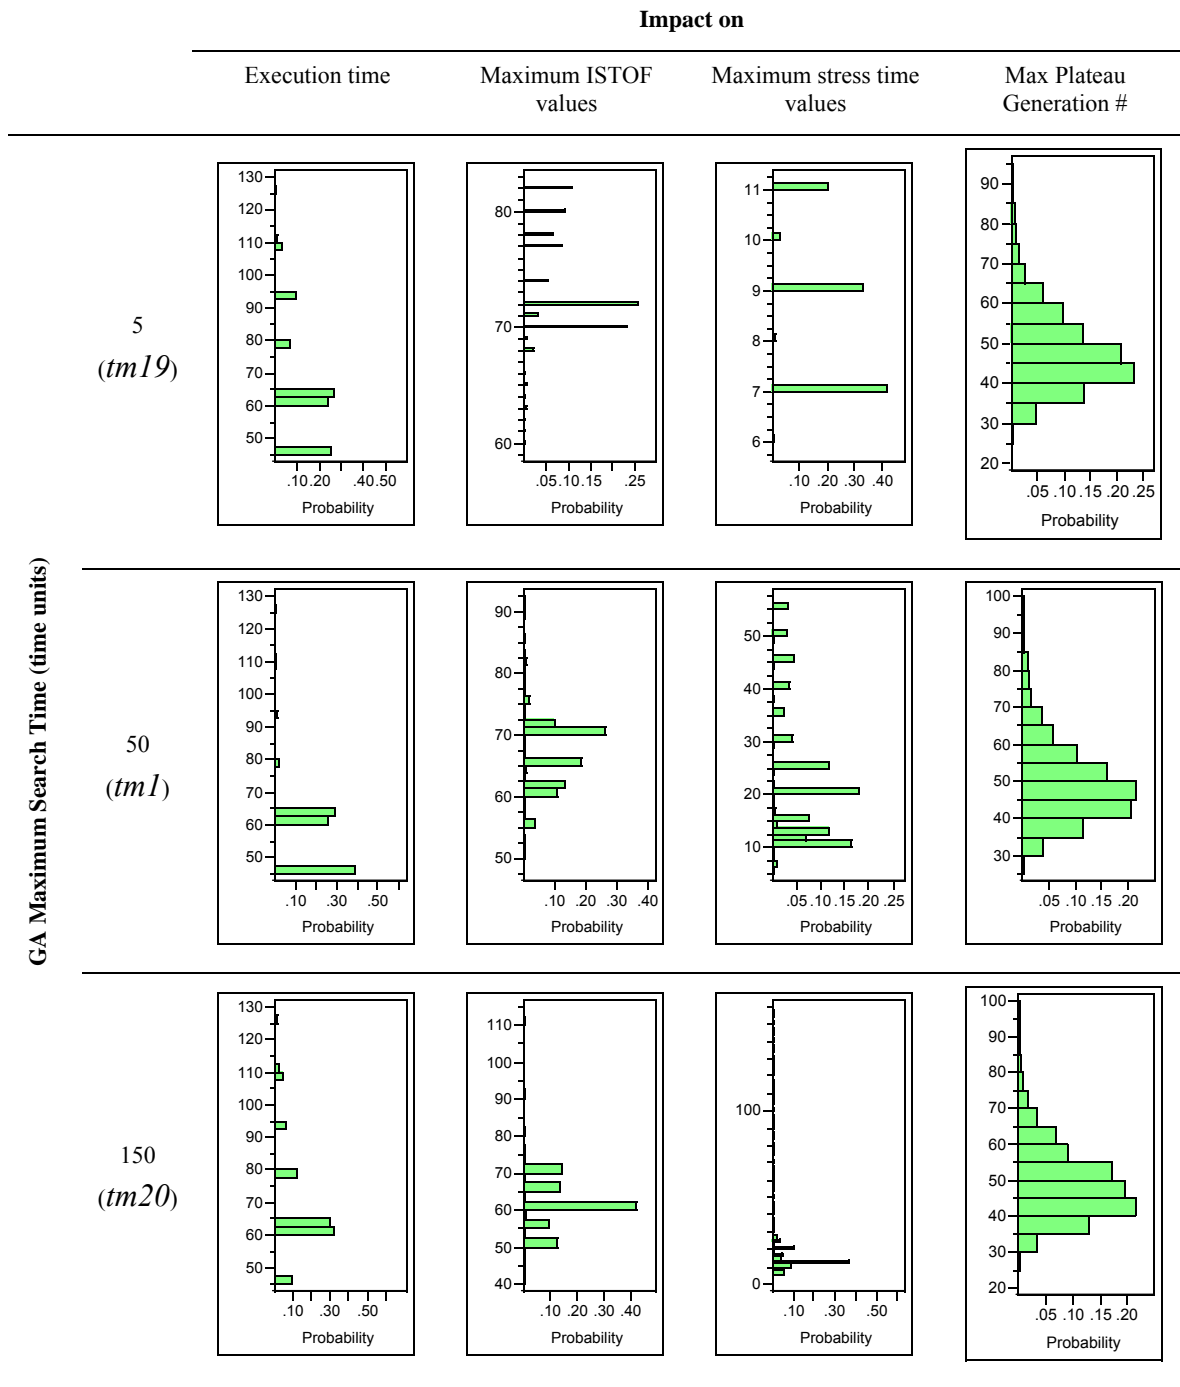 Impact on
Execution time
Maximum ISTOF
values
Maximum stress time
values
Max Plateau
Generation #
GA Maximum Search Time (time units)
5
(tm19)
130
120
110
100
90
80
70
60
50
.10 .20 .40 .50
Probability
80
70
60
.05 .10 .15 .25
Probability
11
10
9
8
7
6
.10 .20 .30 .40
Probability
90
80
70
60
50
40
30
20
.05 .10 .15 .20 .25
Probability
50
(tm1)
130
120
110
100
90
80
70
60
50
.10 .30 .50
Probability
90
80
70
60
50
.10 .20 .30 .40
Probability
50
40
30
20
10
.05 .10 .15 .20 .25
Probability
100
90
80
70
60
50
40
30
.05 .10 .15 .20
Probability
150
(tm20)
130
120
110
100
90
80
70
60
50
.10 .30 .50
Probability
110
100
90
80
70
60
50
40
.10 .20 .30 .40
Probability
100
0
.10 .30 .50
Probability
100
90
80
70
60
50
40
30
20
.05 .10 .15 .20
Probability